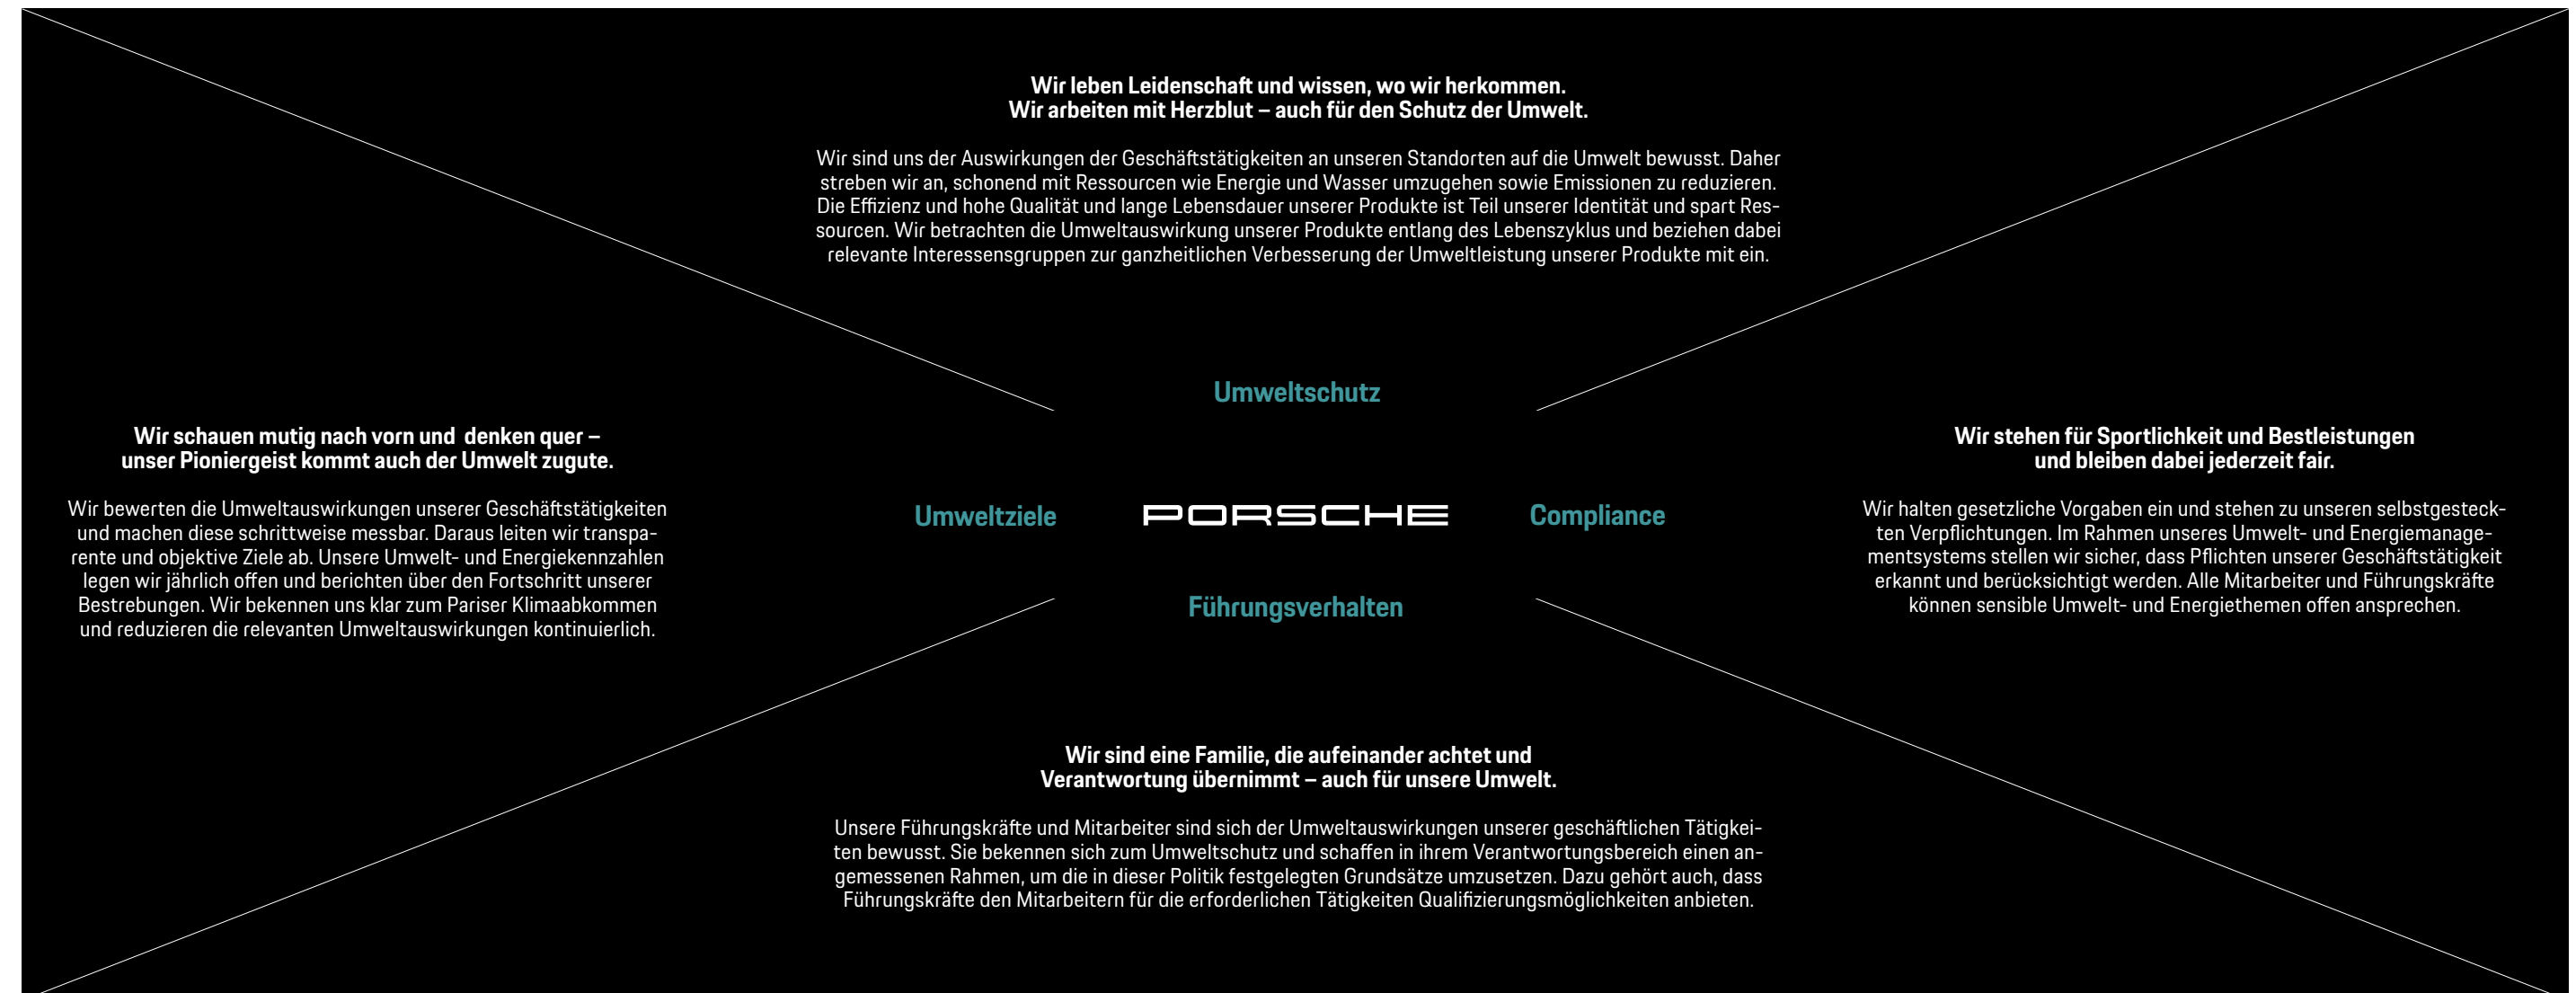 Wir leben Leidenschaft und wissen, wo wir herkommen.
Wir arbeiten mit Herzblut – auch für den Schutz der Umwelt.
Wir sind uns der Auswirkungen der Geschäftstätigkeiten an unseren Standorten auf die Umwelt bewusst. Daher
streben wir an, schonend mit Ressourcen wie Energie und Wasser umzugehen sowie Emissionen zu reduzieren.
Die Effizienz und hohe Qualität und lange Lebensdauer unserer Produkte ist Teil unserer Identität und spart Res-
sourcen. Wir betrachten die Umweltauswirkung unserer Produkte entlang des Lebenszyklus und beziehen dabei
relevante Interessensgruppen zur ganzheitlichen Verbesserung der Umweltleistung unserer Produkte mit ein.
Umweltschutz
Wir schauen mutig nach vorn und denken quer –
unser Pioniergeist kommt auch der Umwelt zugute.
Wir bewerten die Umweltauswirkungen unserer Geschäftstätigkeiten
und machen diese schrittweise messbar. Daraus leiten wir transpa-
rente und objektive Ziele ab. Unsere Umwelt- und Energiekennzahlen
legen wir jährlich offen und berichten über den Fortschritt unserer
Bestrebungen. Wir bekennen uns klar zum Pariser Klimaabkommen
und reduzieren die relevanten Umweltauswirkungen kontinuierlich.
Umweltziele
PORSCHE
Compliance
Wir stehen für Sportlichkeit und Bestleistungen
und bleiben dabei jederzeit fair.
Wir halten gesetzliche Vorgaben ein und stehen zu unseren selbstgesteck-
ten Verpflichtungen. Im Rahmen unseres Umwelt- und Energiemanage-
mentsystems stellen wir sicher, dass Pflichten unserer Geschäftstätigkeit
erkannt und berücksichtigt werden. Alle Mitarbeiter und Führungskräfte
können sensible Umwelt- und Energiethemen offen ansprechen.
Führungsverhalten
Wir sind eine Familie, die aufeinander achtet und
Verantwortung übernimmt – auch für unsere Umwelt.
Unsere Führungskräfte und Mitarbeiter sind sich der Umweltauswirkungen unserer geschäftlichen Tätigkei-
ten bewusst. Sie bekennen sich zum Umweltschutz und schaffen in ihrem Verantwortungsbereich einen an-
gemessenen Rahmen, um die in dieser Politik festgelegten Grundsätze umzusetzen. Dazu gehört auch, dass
Führungskräfte den Mitarbeitern für die erforderlichen Tätigkeiten Qualifizierungsmöglichkeiten anbieten.